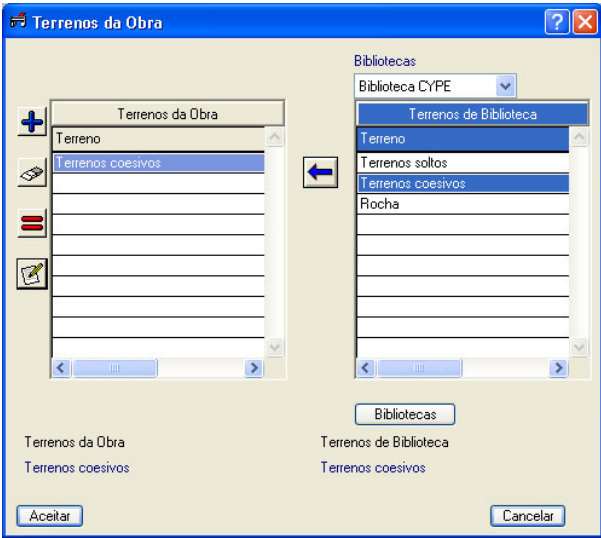 Terrenos da Obra
Bibliotecas
Biblioteca CYPE
Terrenos da Obra
Terreno
Terrenos coesivos
Terrenos de Biblioteca
Terreno
Terrenos soltos
Terrenos coesivos
Rocha
Bibliotecas
Terrenos da Obra
Terrenos de Biblioteca
Terrenos coesivos
Terrenos coesivos
Aceitar
Cancelar